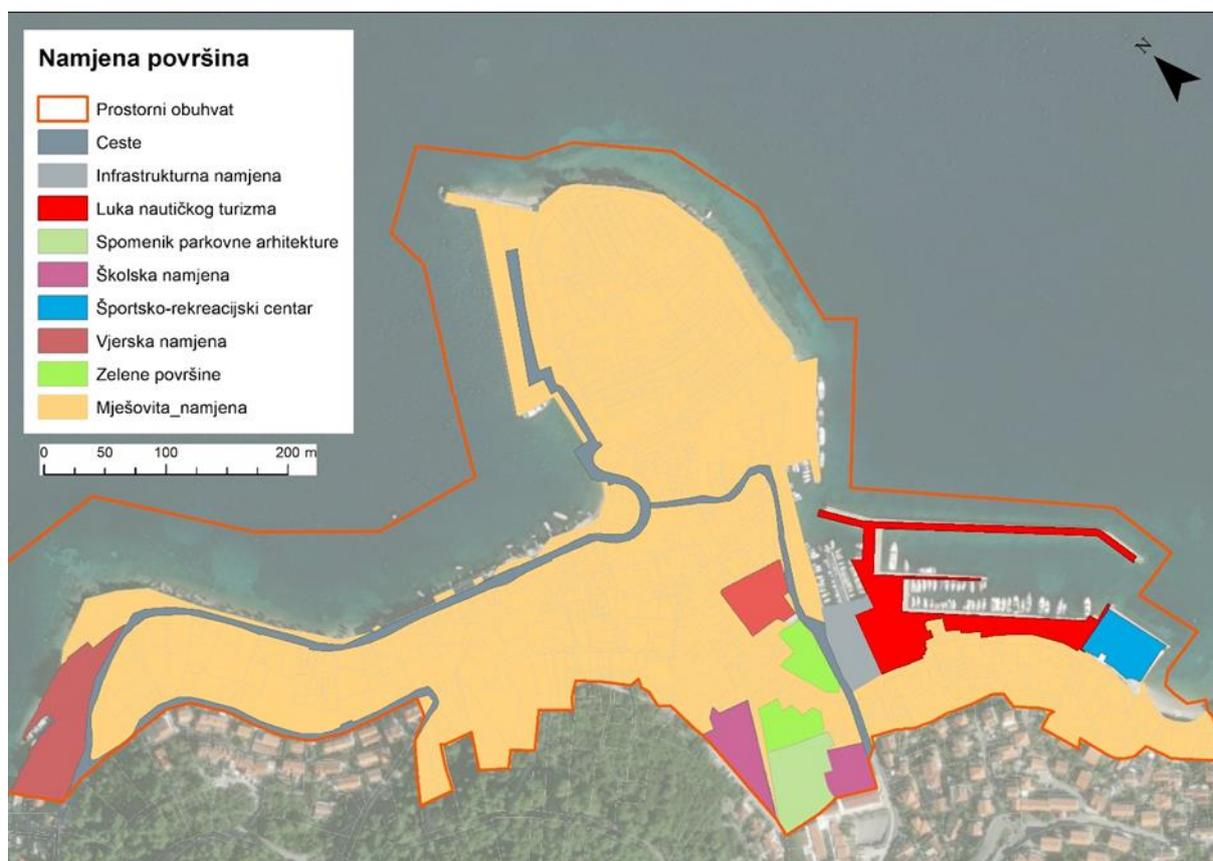 Namjena površina
Prostorni obuhvat
Ceste
Infrastrukturna namjena
Luka nautičkog turizma
Spomenik parkovne arhitekture
Školska namjena
Športsko-rekreacijski centar
Vjerska namjena
Zelene površine
Mješovita_namjena
0 50 100 200 m
N